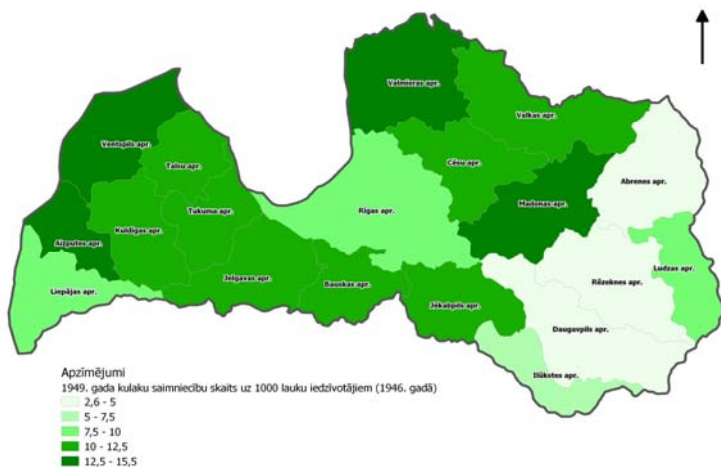 Valmieras apr.
Valkas apr.
Ventspils apr.
Talsu apr.
Cēsu apr.
Abrenes apr.
Madonas apr.
Tukuma apr.
Rīgas apr.
Kuldīgas apr.
Aizputes apr.
Ludzas apr.
Rēzeknes apr.
Jelgavas apr.
Bauskas apr.
Liepājas apr.
Jēkabpils apr.
Daugavpils apr.
Ilūkstes apr.
Apzīmējumi
1949. gada kulaku saimniecību skaits uz 1000 lauku iedzīvotājiem (1946. gadā)
2,6 - 5
5 - 7,5
7,5 - 10
10 - 12,5
12,5 - 15,5